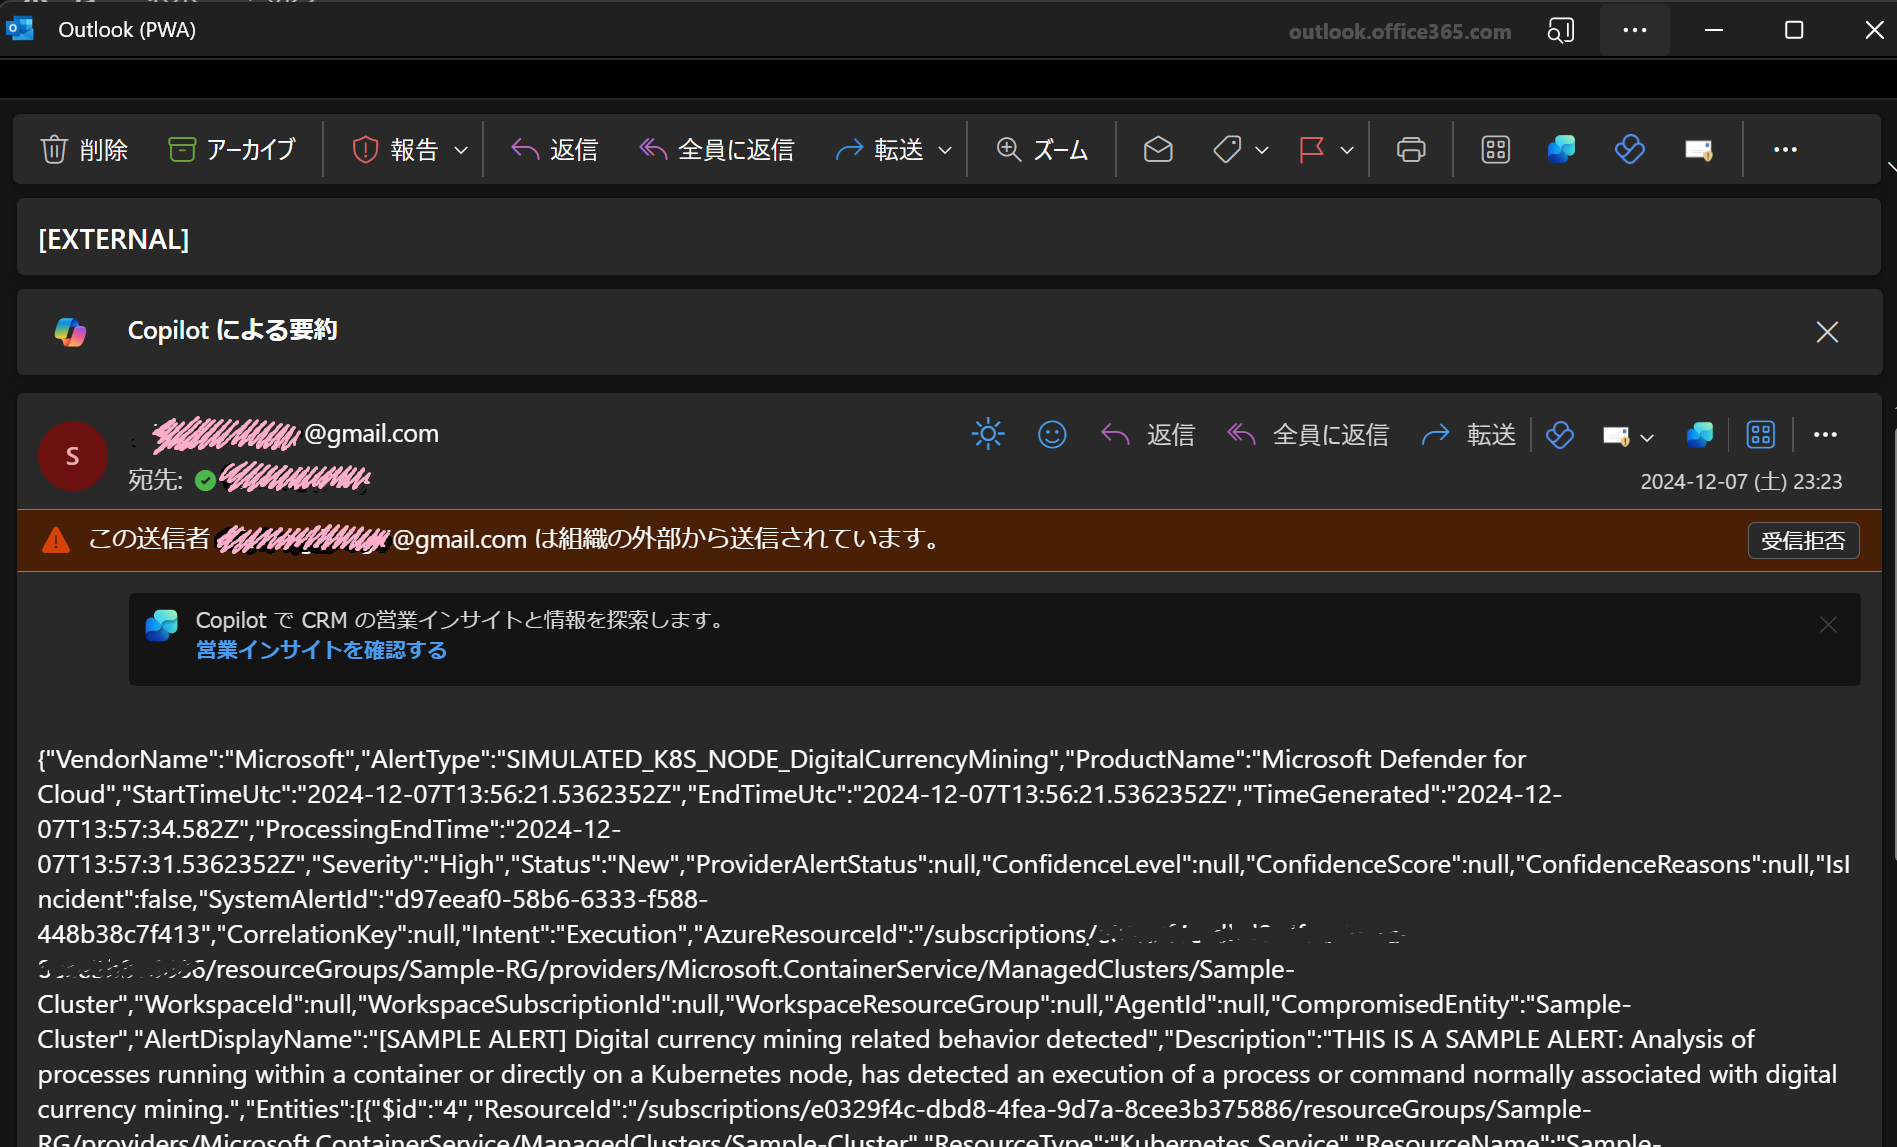 Outlook (PWA)
outlook.office365.com
削除 アーカイブ 報告 返信 全員に返信 転送 ズーム
[EXTERNAL]
Copilot による要約
S
@gmail.com
返信 全員に返信 転送
宛先:
2024-12-07 (土) 23:23
この送信者 @gmail.com は組織の外部から送信されています。
受信拒否
Copilot で CRM の営業インサイトと情報を探索します。
営業インサイトを確認する
{"VendorName":"Microsoft","AlertType":"SIMULATED_K8S_NODE_DigitalCurrencyMining","ProductName":"Microsoft Defender for
Cloud","StartTimeUtc":"2024-12-07T13:56:21.5362352Z","EndTimeUtc":"2024-12-07T13:56:21.5362352Z","TimeGenerated":"2024-12-
07T13:57:34.582Z","ProcessingEndTime":"2024-12-
07T13:57:31.5362352Z","Severity":"High","Status":"New","ProviderAlertStatus":null,"ConfidenceLevel":null,"ConfidenceScore":null,"ConfidenceReasons":null,"IsI
ncident":false,"SystemAlertId":"d97eeaf0-58b6-6333-f588-
448b38c7f413","CorrelationKey":null,"Intent":"Execution","AzureResourceId":"/subscriptions/
6/resourceGroups/Sample-RG/providers/Microsoft.ContainerService/ManagedClusters/Sample-
Cluster","WorkspaceId":null,"WorkspaceSubscriptionId":null,"WorkspaceResourceGroup":null,"AgentId":null,"CompromisedEntity":"Sample-
Cluster","AlertDisplayName":"[SAMPLE ALERT] Digital currency mining related behavior detected","Description":"THIS IS A SAMPLE ALERT: Analysis of
processes running within a container or directly on a Kubernetes node, has detected an execution of a process or command normally associated with digital
currency mining.","Entities":[{"$id":"4","ResourceId":"/subscriptions/e0329f4c-dbd8-4fea-9d7a-8cee3b375886/resourceGroups/Sample-
RG/providers/Microsoft.ContainerService/ManagedClusters/Sample-Cluster","ResourceType":"Kubernetes Service","ResourceName":"Sample-